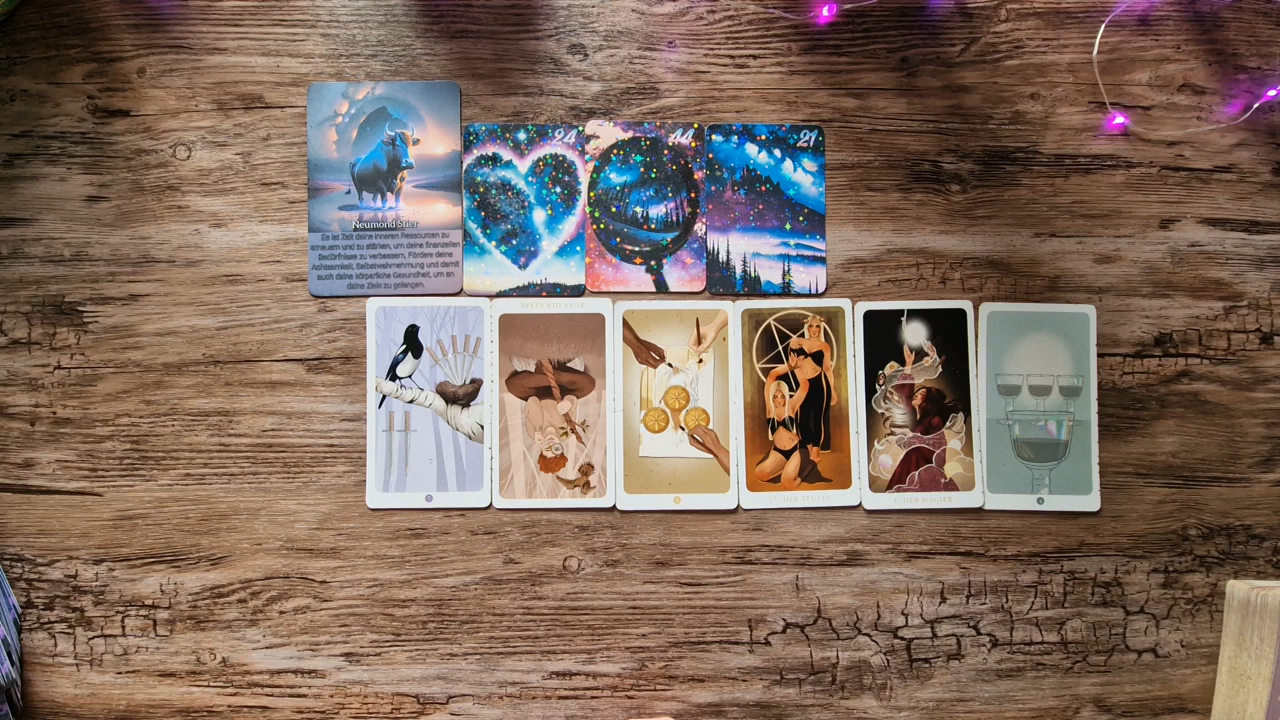 24
44
21
Neumond Stier
Es ist Zeit deine inneren Ressourcen zu
erneuern und zu stärken, um deine finanziellen
Bedürfnisse zu verbessern. Fördere deine
Achtsamkeit, Selbstwahrnehmung und damit
auch deine körperliche Gesundheit, um an
deine Ziele zu gelangen.
DER TEUFEL
I. DER MAGIER